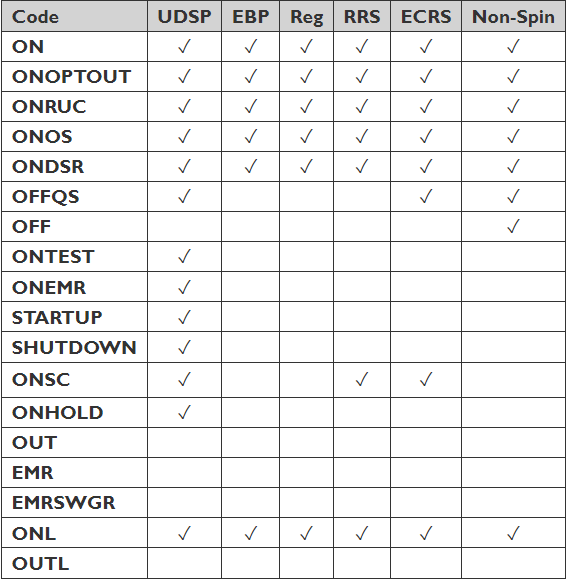 Code UDSP EBP Reg RRS ECRS Non-Spin
ON ✓ ✓ ✓ ✓ ✓ ✓
ONOPTOUT ✓ ✓ ✓ ✓ ✓ ✓
ONRUC ✓ ✓ ✓ ✓ ✓ ✓
ONOS ✓ ✓ ✓ ✓ ✓ ✓
ONDSR ✓ ✓ ✓ ✓ ✓ ✓
OFFQS ✓ ✓ ✓
OFF ✓
ONTEST ✓
ONEMR ✓
STARTUP ✓
SHUTDOWN ✓
ONSC ✓ ✓ ✓
ONHOLD ✓
OUT
EMR
EMRSWGR
ONL ✓ ✓ ✓ ✓ ✓ ✓
OUTL